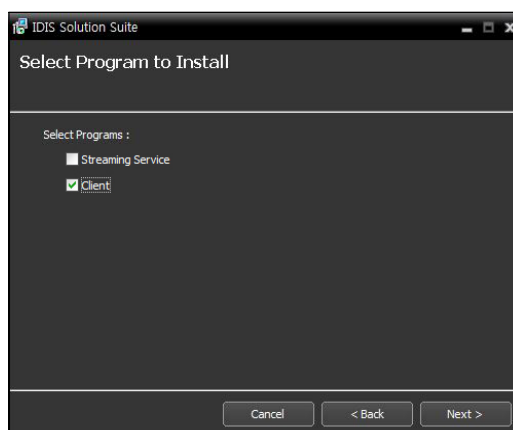 IDIS Solution Suite
Select Program to Install
Select Programs :
Streaming Service
Client
Cancel
< Back
Next >